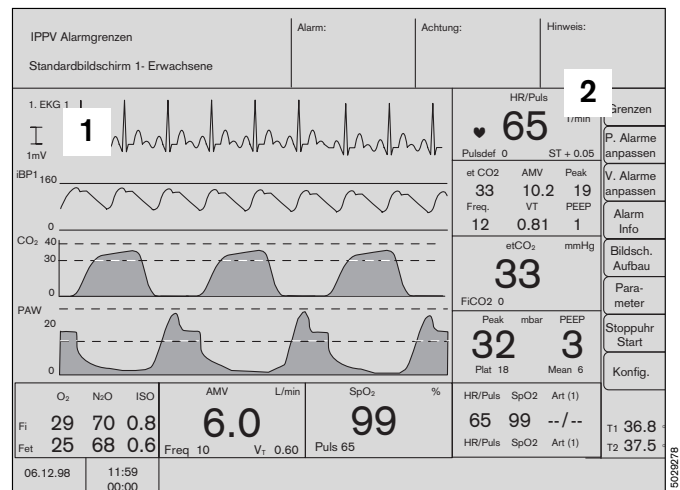 IPPV Alarmgrenzen
Standardbildschirm 1- Erwachsene
Alarm:
Achtung:
Hinweis:
1. EKG 1
1
1mV
iBP1 160
0
CO₂ 40
30
0
PAW
20
0
HR/Puls
2
65
1/min
Pulsdef 0 ST + 0.05
et CO2 AMV Peak
33 10.2 19
Freq. VT PEEP
12 0.81 1
etCO₂ mmHg
33
FiCO2 0
Peak mbar PEEP
32 3
Plat 18 Mean 6
Grenzen
P. Alarme
anpassen
V. Alarme
anpassen
Alarm
Info
Bildsch.
Aufbau
Para-
meter
Stoppuhr
Start
Konfig.
O₂ N₂O ISO
Fi 29 70 0.8
Fet 25 68 0.6
AMV L/min
6.0
Freq 10 VT 0.60
SpO₂ %
99
Puls 65
HR/Puls SpO2 Art (1)
65 99 --/--
HR/Puls SpO2 Art (1)
T1 36.8
T2 37.5
06.12.98
11:59
00:00
5029278